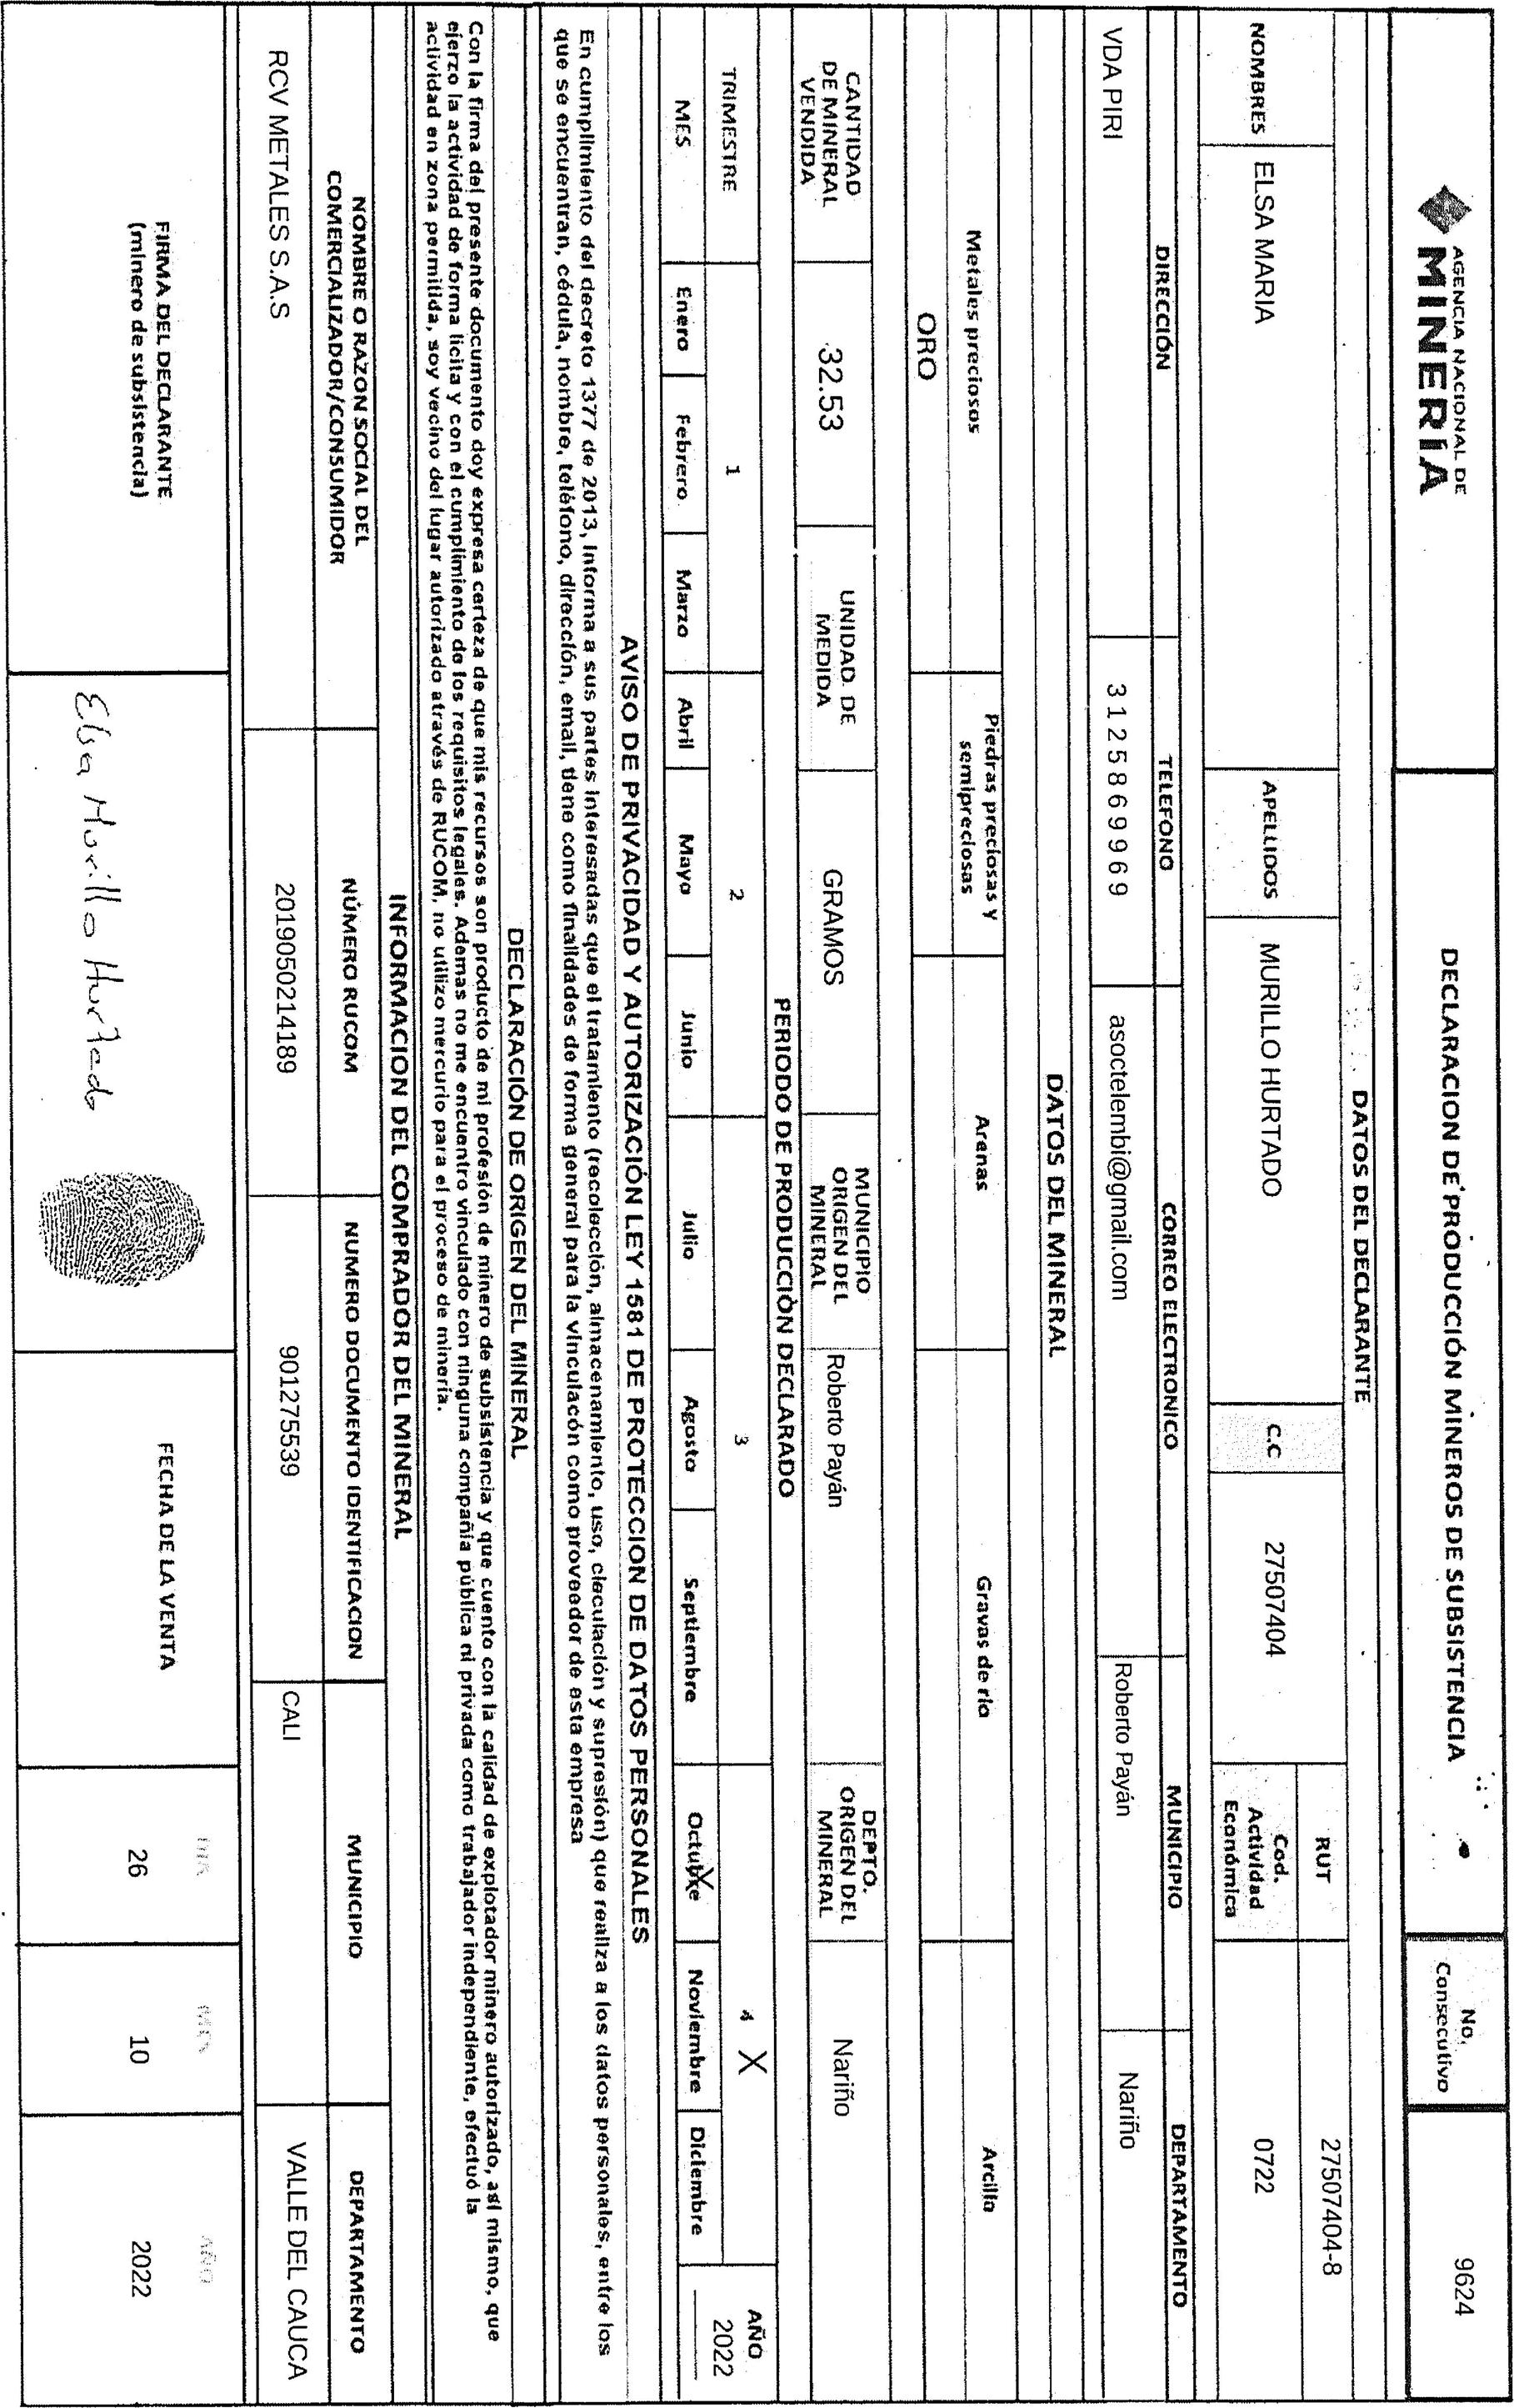 AGENCIA NACIONAL DE
MINERÍA
DECLARACION DE PRODUCCIÓN MINEROS DE SUBSISTENCIA
No.
Consecutivo
9624
DATOS DEL DECLARANTE
NOMBRES
ELSA MARIA
APELLIDOS
MURILLO HURTADO
C.C
27507404
RUT
27507404-8
Cod.
Actividad
Económica
0722
DIRECCIÓN
TELEFONO
CORREO ELECTRONICO
MUNICIPIO
DEPARTAMENTO
VDA PIRI
3125869969
asoctelembi@gmail.com
Roberto Payán
Nariño
DATOS DEL MINERAL
Metales preciosos
Piedras preciosas y
semipreciosas
Arenas
Gravas de río
Arcilla
ORO
CANTIDAD
DE MINERAL
VENDIDA
32.53
UNIDAD DE
MEDIDA
GRAMOS
MUNICIPIO
ORIGEN DEL
MINERAL
Roberto Payán
DEPTO.
ORIGEN DEL
MINERAL
Nariño
PERIODO DE PRODUCCIÒN DECLARADO
TRIMESTRE
1
2
3
4 X
AÑO
2022
MES
Enero
Febrero
Marzo
Abril
Mayo
Junio
Julio
Agosto
Septiembre
Octubre X
Noviembre
Diciembre
AVISO DE PRIVACIDAD Y AUTORIZACIÓN LEY 1581 DE PROTECCION DE DATOS PERSONALES
En cumplimiento del decreto 1377 de 2013, Informa a sus partes interesadas que el tratamiento (recolección, almacenamiento, uso, circulación y supresión) que realiza a los datos personales, entre los
que se encuentran, cédula, nombre, teléfono, dirección, email, tiene como finalidades de forma general para la vinculacón como proveedor de esta empresa
DECLARACIÓN DE ORIGEN DEL MINERAL
Con la firma del presente documento doy expresa certeza de que mis recursos son producto de mi profesión de minero de subsistencia y que cuento con la calidad de explotador minero autorizado, así mismo, que
ejerzo la actividad de forma licita y con el cumplimiento de los requisitos legales. Ademas no me encuentro vinculado con ninguna compañia pública ni privada como trabajador independiente, efectuó la
actividad en zona permitida, soy vecino del lugar autorizado através de RUCOM, no utilizo mercurio para el proceso de minería.
INFORMACION DEL COMPRADOR DEL MINERAL
NOMBRE O RAZON SOCIAL DEL
COMERCIALIZADOR/CONSUMIDOR
NÚMERO RUCOM
NUMERO DOCUMENTO IDENTIFICACION
MUNICIPIO
DEPARTAMENTO
RCV METALES S.A.S
2019050214189
901275539
CALI
VALLE DEL CAUCA
FIRMA DEL DECLARANTE
(minero de subsistencia)
Elsa Murillo Hurtado
FECHA DE LA VENTA
DIA
MES
AÑO
26
10
2022